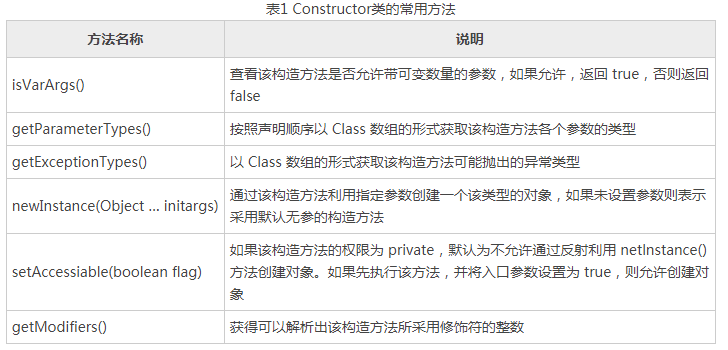 表1 Constructor类的常用方法
方法名称 说明
isVarArgs() 查看该构造方法是否允许带可变数量的参数，如果允许，返回 true，否则返回
false
getParameterTypes() 按照声明顺序以 Class 数组的形式获取该构造方法各个参数的类型
getExceptionTypes() 以 Class 数组的形式获取该构造方法可能抛出的异常类型
newInstance(Object ... initargs) 通过该构造方法利用指定参数创建一个该类型的对象，如果未设置参数则表示
采用默认无参的构造方法
setAccessiable(boolean flag) 如果该构造方法的权限为 private，默认为不允许通过反射利用 netInstance()
方法创建对象。如果先执行该方法，并将入口参数设置为 true，则允许创建对
象
getModifiers() 获得可以解析出该构造方法所采用修饰符的整数